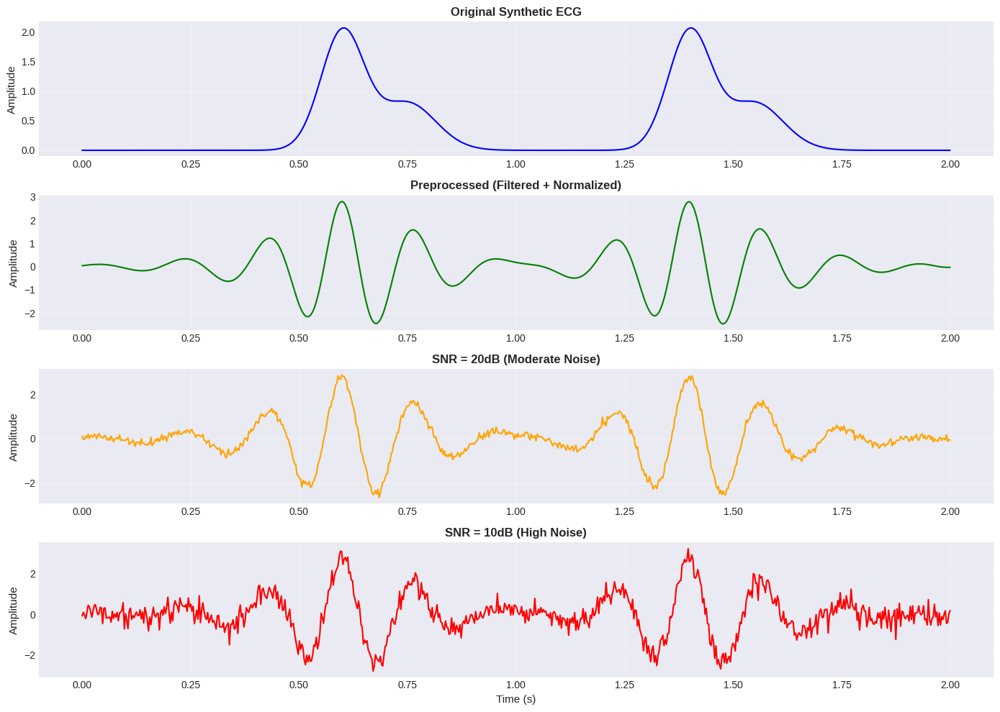 Original Synthetic ECG
Amplitude
2.0
1.5
1.0
0.5
0.0
0.00 0.25 0.50 0.75 1.00 1.25 1.50 1.75 2.00
Preprocessed (Filtered + Normalized)
Amplitude
3
2
1
0
−1
−2
0.00 0.25 0.50 0.75 1.00 1.25 1.50 1.75 2.00
SNR = 20dB (Moderate Noise)
Amplitude
2
0
−2
0.00 0.25 0.50 0.75 1.00 1.25 1.50 1.75 2.00
SNR = 10dB (High Noise)
Amplitude
2
0
−2
0.00 0.25 0.50 0.75 1.00 1.25 1.50 1.75 2.00
Time (s)